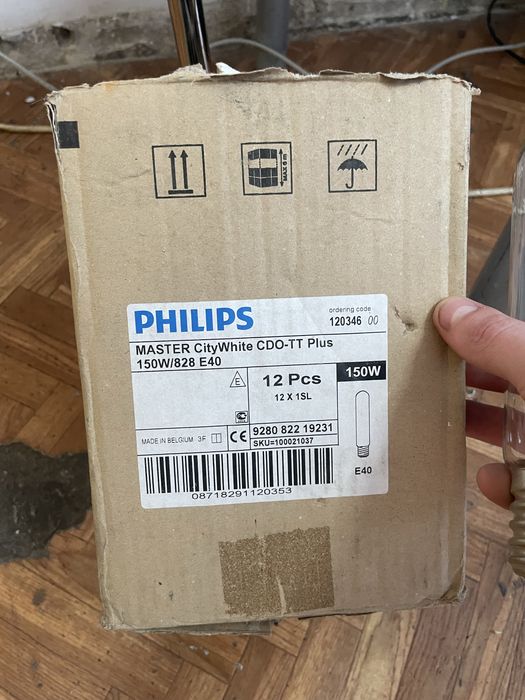 MAX 6 m
PHILIPS
ordering code
120346 00
MASTER CityWhite CDO-TT Plus
150W/828 E40
E
12 Pcs
12 X 1SL
150W
MADE IN BELGIUM 3F
CE
9280 822 19231
SKU=100021037
E40
08718291120353